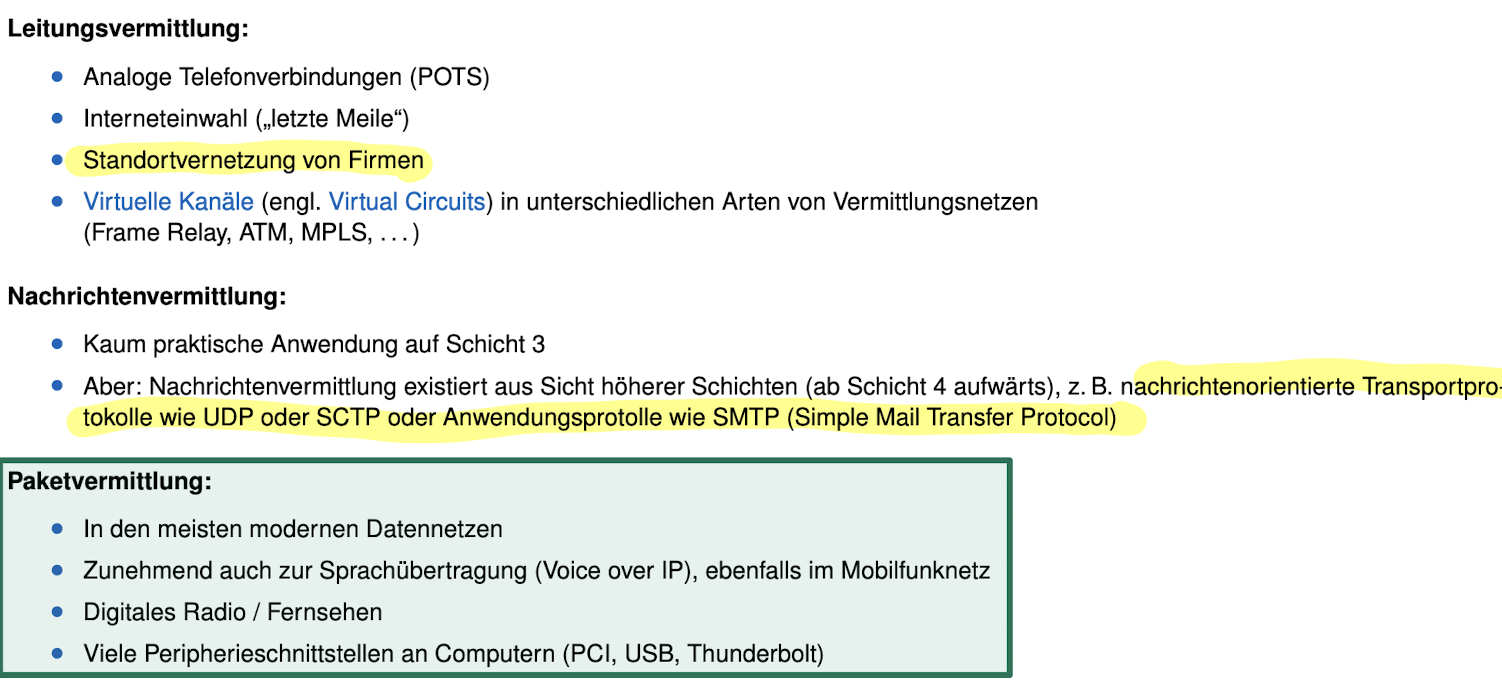 Leitungsvermittlung:
• Analoge Telefonverbindungen (POTS)
• Interneteinwahl („letzte Meile“)
• Standortvernetzung von Firmen
• Virtuelle Kanäle (engl. Virtual Circuits) in unterschiedlichen Arten von Vermittlungsnetzen
(Frame Relay, ATM, MPLS, . . . )
Nachrichtenvermittlung:
• Kaum praktische Anwendung auf Schicht 3
• Aber: Nachrichtenvermittlung existiert aus Sicht höherer Schichten (ab Schicht 4 aufwärts), z. B. nachrichtenorientierte Transportpro-
tokolle wie UDP oder SCTP oder Anwendungsprotolle wie SMTP (Simple Mail Transfer Protocol)
Paketvermittlung:
• In den meisten modernen Datennetzen
• Zunehmend auch zur Sprachübertragung (Voice over IP), ebenfalls im Mobilfunknetz
• Digitales Radio / Fernsehen
• Viele Peripherieschnittstellen an Computern (PCI, USB, Thunderbolt)